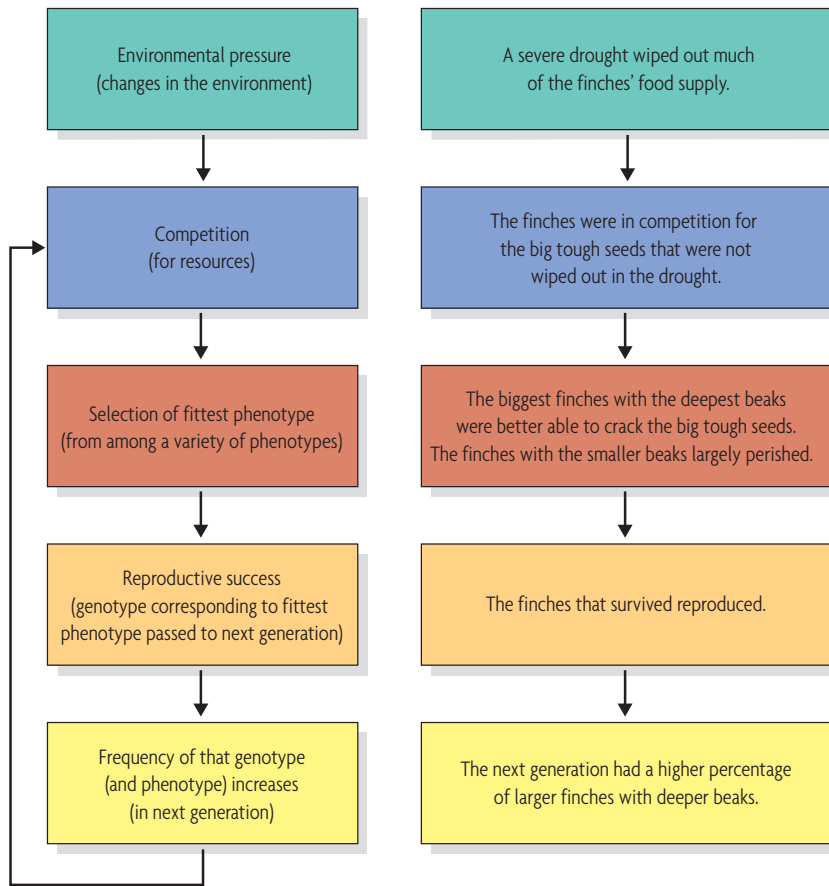 Environmental pressure
(changes in the environment)
A severe drought wiped out much
of the finches’ food supply.
Competition
(for resources)
The finches were in competition for
the big tough seeds that were not
wiped out in the drought.
Selection of fittest phenotype
(from among a variety of phenotypes)
The biggest finches with the deepest beaks
were better able to crack the big tough seeds.
The finches with the smaller beaks largely perished.
Reproductive success
(genotype corresponding to fittest
phenotype passed to next generation)
The finches that survived reproduced.
Frequency of that genotype
(and phenotype) increases
(in next generation)
The next generation had a higher percentage
of larger finches with deeper beaks.